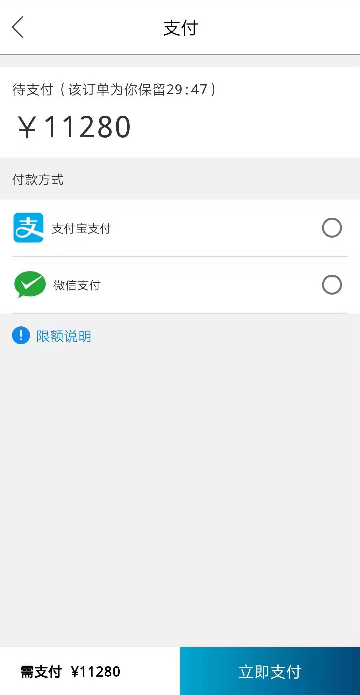 支付
待支付（该订单为你保留29:47）
￥11280
付款方式
支 支付宝支付
微信支付
! 限额说明
需支付 ¥11280 立即支付